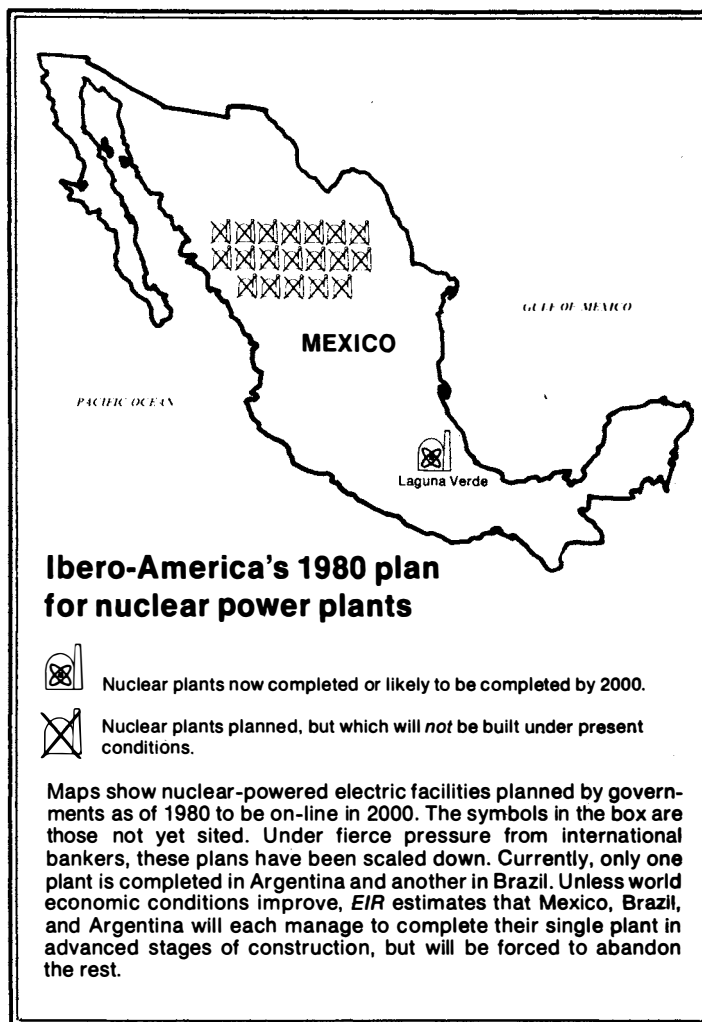 GULF OF MEXICO
MEXICO
PACIFIC OCEAN
Laguna Verde
Ibero-America's 1980 plan
for nuclear power plants
Nuclear plants now completed or likely to be completed by 2000.
Nuclear plants planned, but which will not be built under present
conditions.
Maps show nuclear-powered electric facilities planned by govern-
ments as of 1980 to be on-line in 2000. The symbols in the box are
those not yet sited. Under fierce pressure from international
bankers, these plans have been scaled down. Currently, only one
plant is completed in Argentina and another in Brazil. Unless world
economic conditions improve, EIR estimates that Mexico, Brazil,
and Argentina will each manage to complete their single plant in
advanced stages of construction, but will be forced to abandon
the rest.